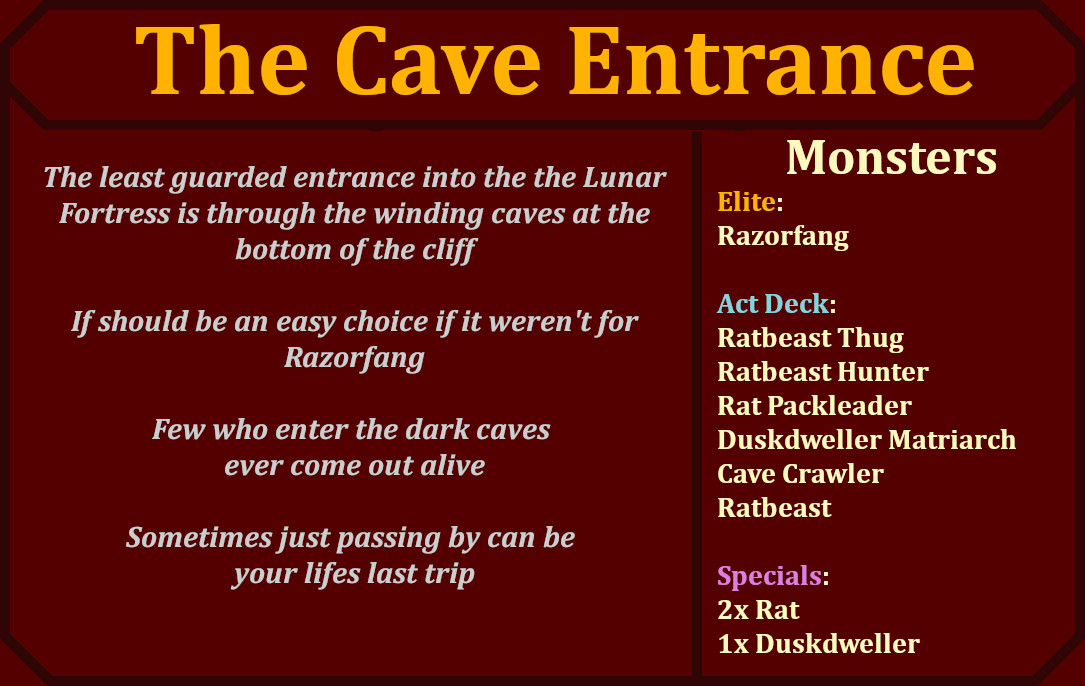 The Cave Entrance
The least guarded entrance into the the Lunar
Fortress is through the winding caves at the
bottom of the cliff
If should be an easy choice if it weren't for
Razorfang
Few who enter the dark caves
ever come out alive
Sometimes just passing by can be
your lifes last trip
Monsters
Elite:
Razorfang
Act Deck:
Ratbeast Thug
Ratbeast Hunter
Rat Packleader
Duskdweller Matriarch
Cave Crawler
Ratbeast
Specials:
2x Rat
1x Duskdweller